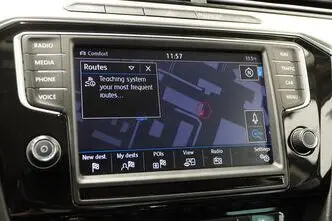 RADIO
MEDIA
PHONE
VOICE
Comfort
11:57
NAV
TRAFFIC
CAR
MENU
Routes
Teaching system
your most frequent
routes...
New dest.
My dests
POIs
View
Radio
Settings